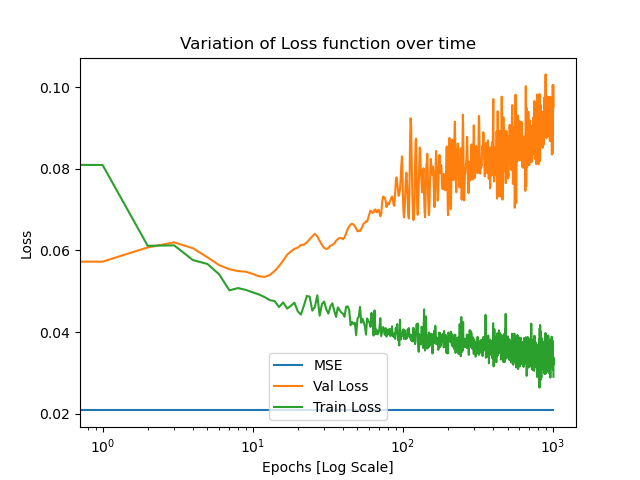 Variation of Loss function over time
Loss
0.10
0.08
0.06
0.04
0.02
MSE
Val Loss
Train Loss
10⁰ 10¹ 10² 10³
Epochs [Log Scale]